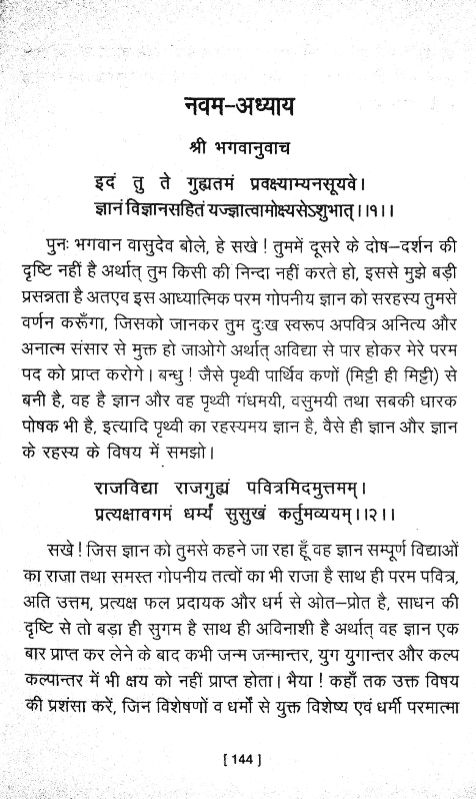 नवम–अध्याय
श्री भगवानुवाच
इदं तु ते गुह्यतमं प्रवक्ष्याम्यनसूयवे।
ज्ञानं विज्ञानसहितं यज्ज्ञात्वामोक्ष्यसेऽशुभात्।।१।।
पुनः भगवान वासुदेव बोले, हे सखे ! तुममें दूसरे के दोष–दर्शन की
दृष्टि नहीं है अर्थात् तुम किसी की निन्दा नहीं करते हो, इससे मुझे बड़ी
प्रसन्नता है अतएव इस आध्यात्मिक परम गोपनीय ज्ञान को सरहस्य तुमसे
वर्णन करूँगा, जिसको जानकर तुम दुःख स्वरूप अपवित्र अनित्य और
अनात्म संसार से मुक्त हो जाओगे अर्थात् अविद्या से पार होकर मेरे परम
पद को प्राप्त करोगे। बन्धु ! जैसे पृथ्वी पार्थिव कणों (मिट्टी ही मिट्टी) से
बनी है, वह है ज्ञान और वह पृथ्वी गंधमयी, वसुमयी तथा सबकी धारक
पोषक भी है, इत्यादि पृथ्वी का रहस्यमय ज्ञान है, वैसे ही ज्ञान और ज्ञान
के रहस्य के विषय में समझो।
राजविद्या राजगुह्यं पवित्रमिदमुत्तमम्।
प्रत्यक्षावगमं धर्म्यं सुसुखं कर्तुमव्ययम्।।२।।
सखे ! जिस ज्ञान को तुमसे कहने जा रहा हूँ वह ज्ञान सम्पूर्ण विद्याओं
का राजा तथा समस्त गोपनीय तत्वों का भी राजा है साथ ही परम पवित्र,
अति उत्तम, प्रत्यक्ष फल प्रदायक और धर्म से ओत–प्रोत है, साधन की
दृष्टि से तो बड़ा ही सुगम है साथ ही अविनाशी है अर्थात् वह ज्ञान एक
बार प्राप्त कर लेने के बाद कभी जन्म जन्मान्तर, युग युगान्तर और कल्प
कल्पान्तर में भी क्षय को नहीं प्राप्त होता। भैया ! कहाँ तक उक्त विषय
की प्रशंसा करें, जिन विशेषणों व धर्मों से युक्त विशेष्य एवं धर्मी परमात्मा
[ 144 ]